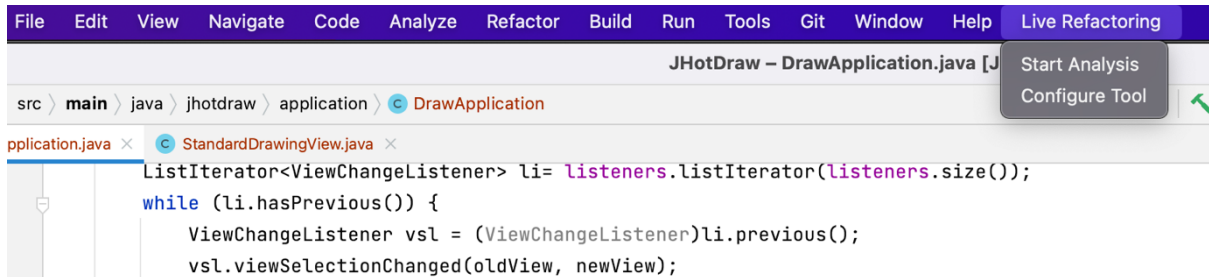 File Edit View Navigate Code Analyze Refactor Build Run Tools Git Window Help Live Refactoring
JHotDraw – DrawApplication.java [J
Start Analysis
Configure Tool
src 〉 main 〉 java 〉 jhotdraw 〉 application 〉 C DrawApplication
pplication.java × C StandardDrawingView.java ×
ListIterator<ViewChangeListener> li= listeners.listIterator(listeners.size());
while (li.hasPrevious()) {
ViewChangeListener vsl = (ViewChangeListener)li.previous();
vsl.viewSelectionChanged(oldView, newView);